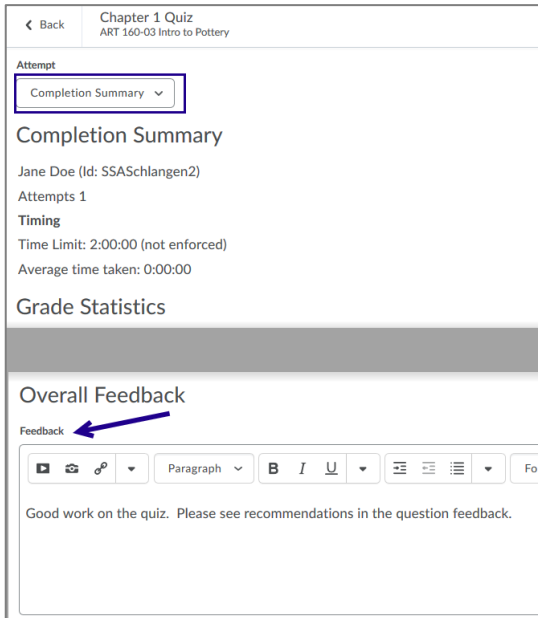 Back
Chapter 1 Quiz
ART 160-03 Intro to Pottery
Attempt
Completion Summary
Completion Summary
Jane Doe (Id: SSASchlangen2)
Attempts 1
Timing
Time Limit: 2:00:00 (not enforced)
Average time taken: 0:00:00
Grade Statistics
Overall Feedback
Feedback
Paragraph B I U Fo
Good work on the quiz.  Please see recommendations in the question feedback.